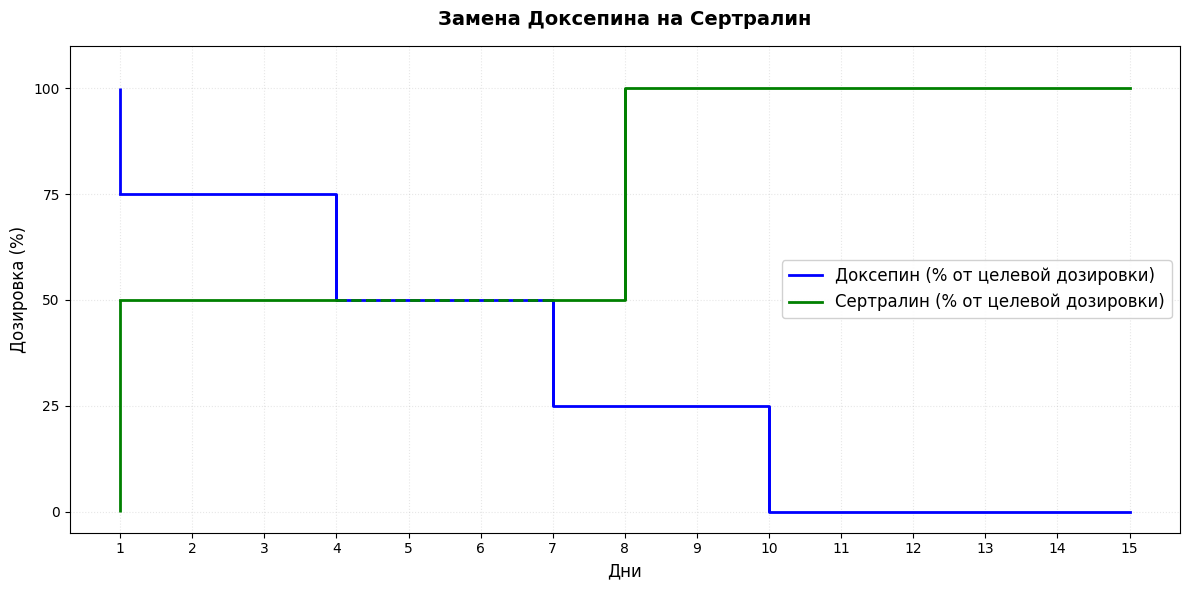 Замена Доксепина на Сертралин
Дозировка (%)
100
75
50
25
0
Доксепин (% от целевой дозировки)
Сертралин (% от целевой дозировки)
1 2 3 4 5 6 7 8 9 10 11 12 13 14 15
Дни